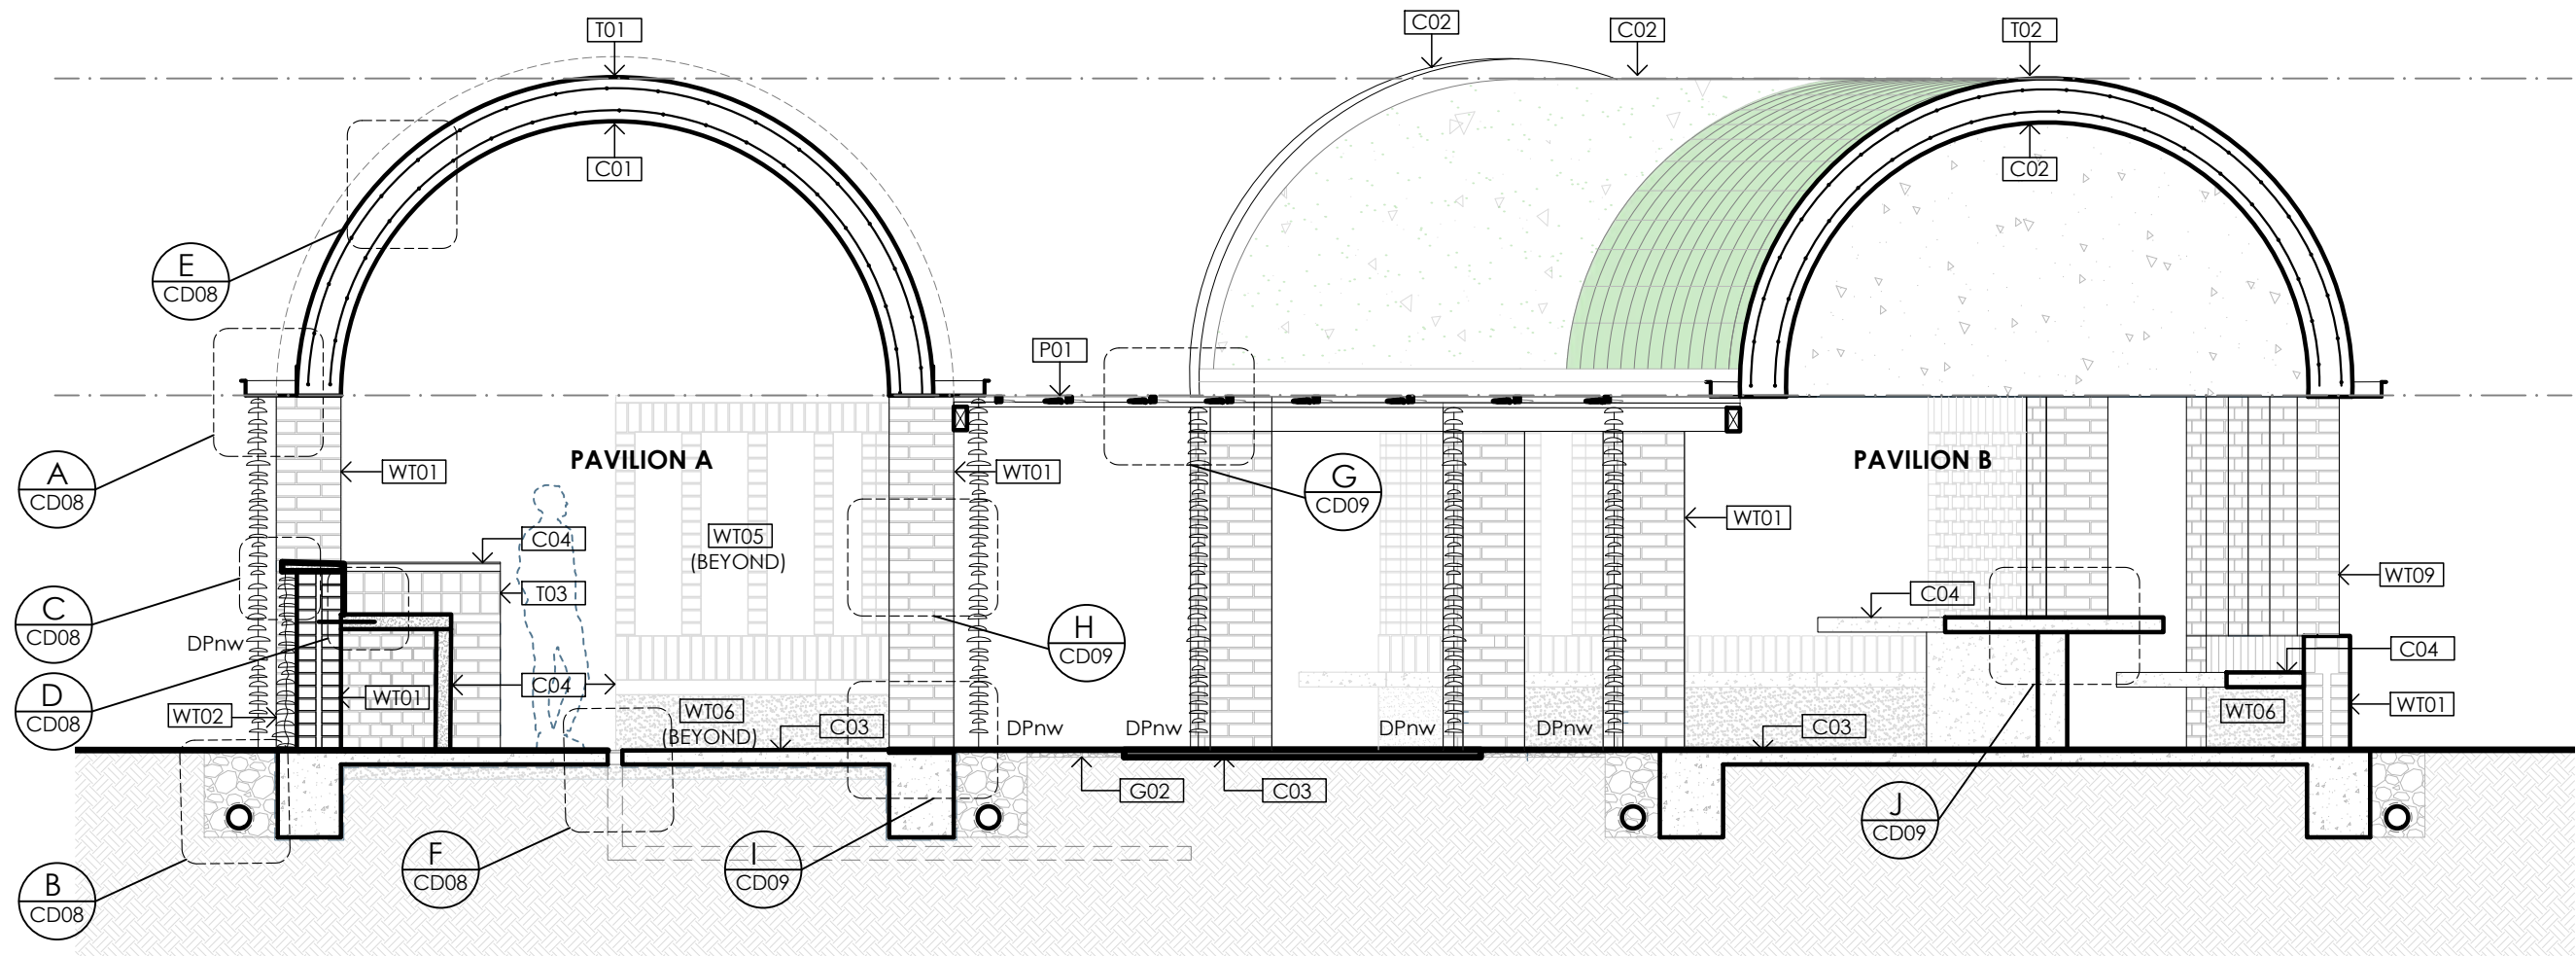 T01
C02
C02
T02
C01
C02
E
CD08
P01
PAVILION A
PAVILION B
WT01
WT01
A
CD08
G
CD09
WT01
C04
WT05
(BEYOND)
WT09
T03
C04
C
CD08
DPnw
H
CD09
C04
D
CD08
WT01
C04
WT02
WT06
(BEYOND)
C03
DPnw
DPnw
DPnw
DPnw
C03
WT06
WT01
G02
C03
J
CD09
B
CD08
F
CD08
I
CD09